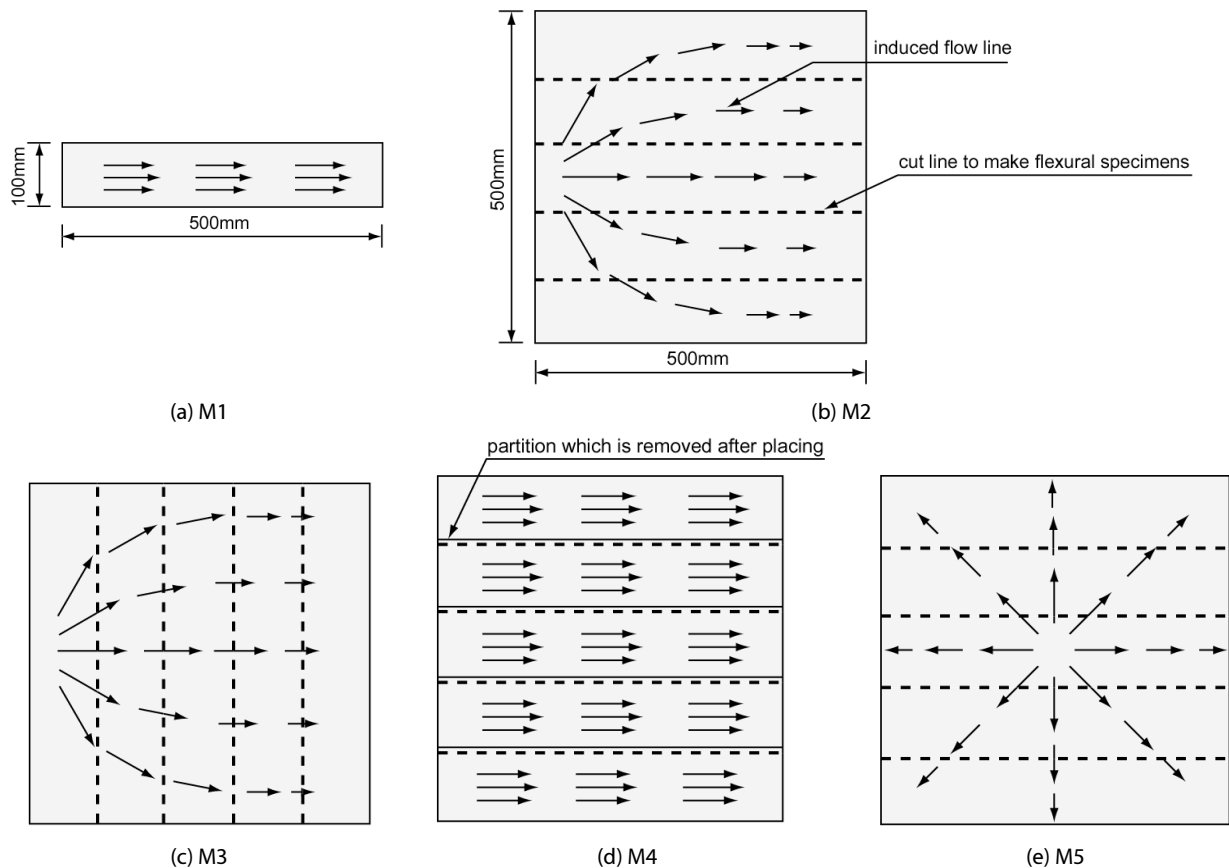 induced flow line
100mm
500mm
cut line to make flexural specimens
500mm
500mm
(a) M1
(b) M2
partition which is removed after placing
(c) M3
(d) M4
(e) M5